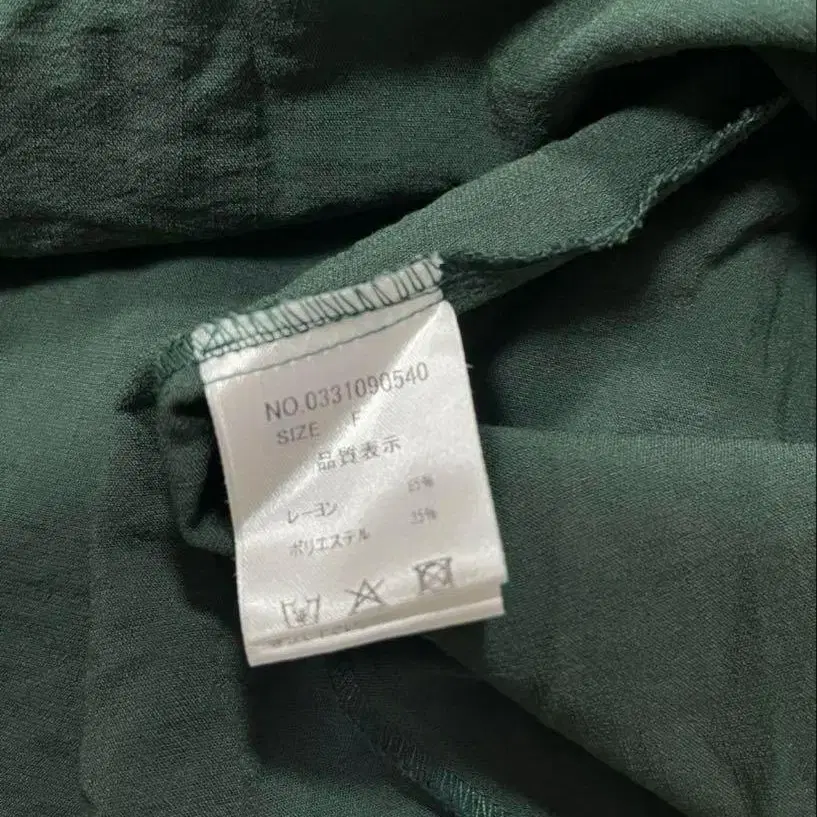 NO.0331090540
SIZE F
品質表示
レーヨン 65%
ポリエステル 35%